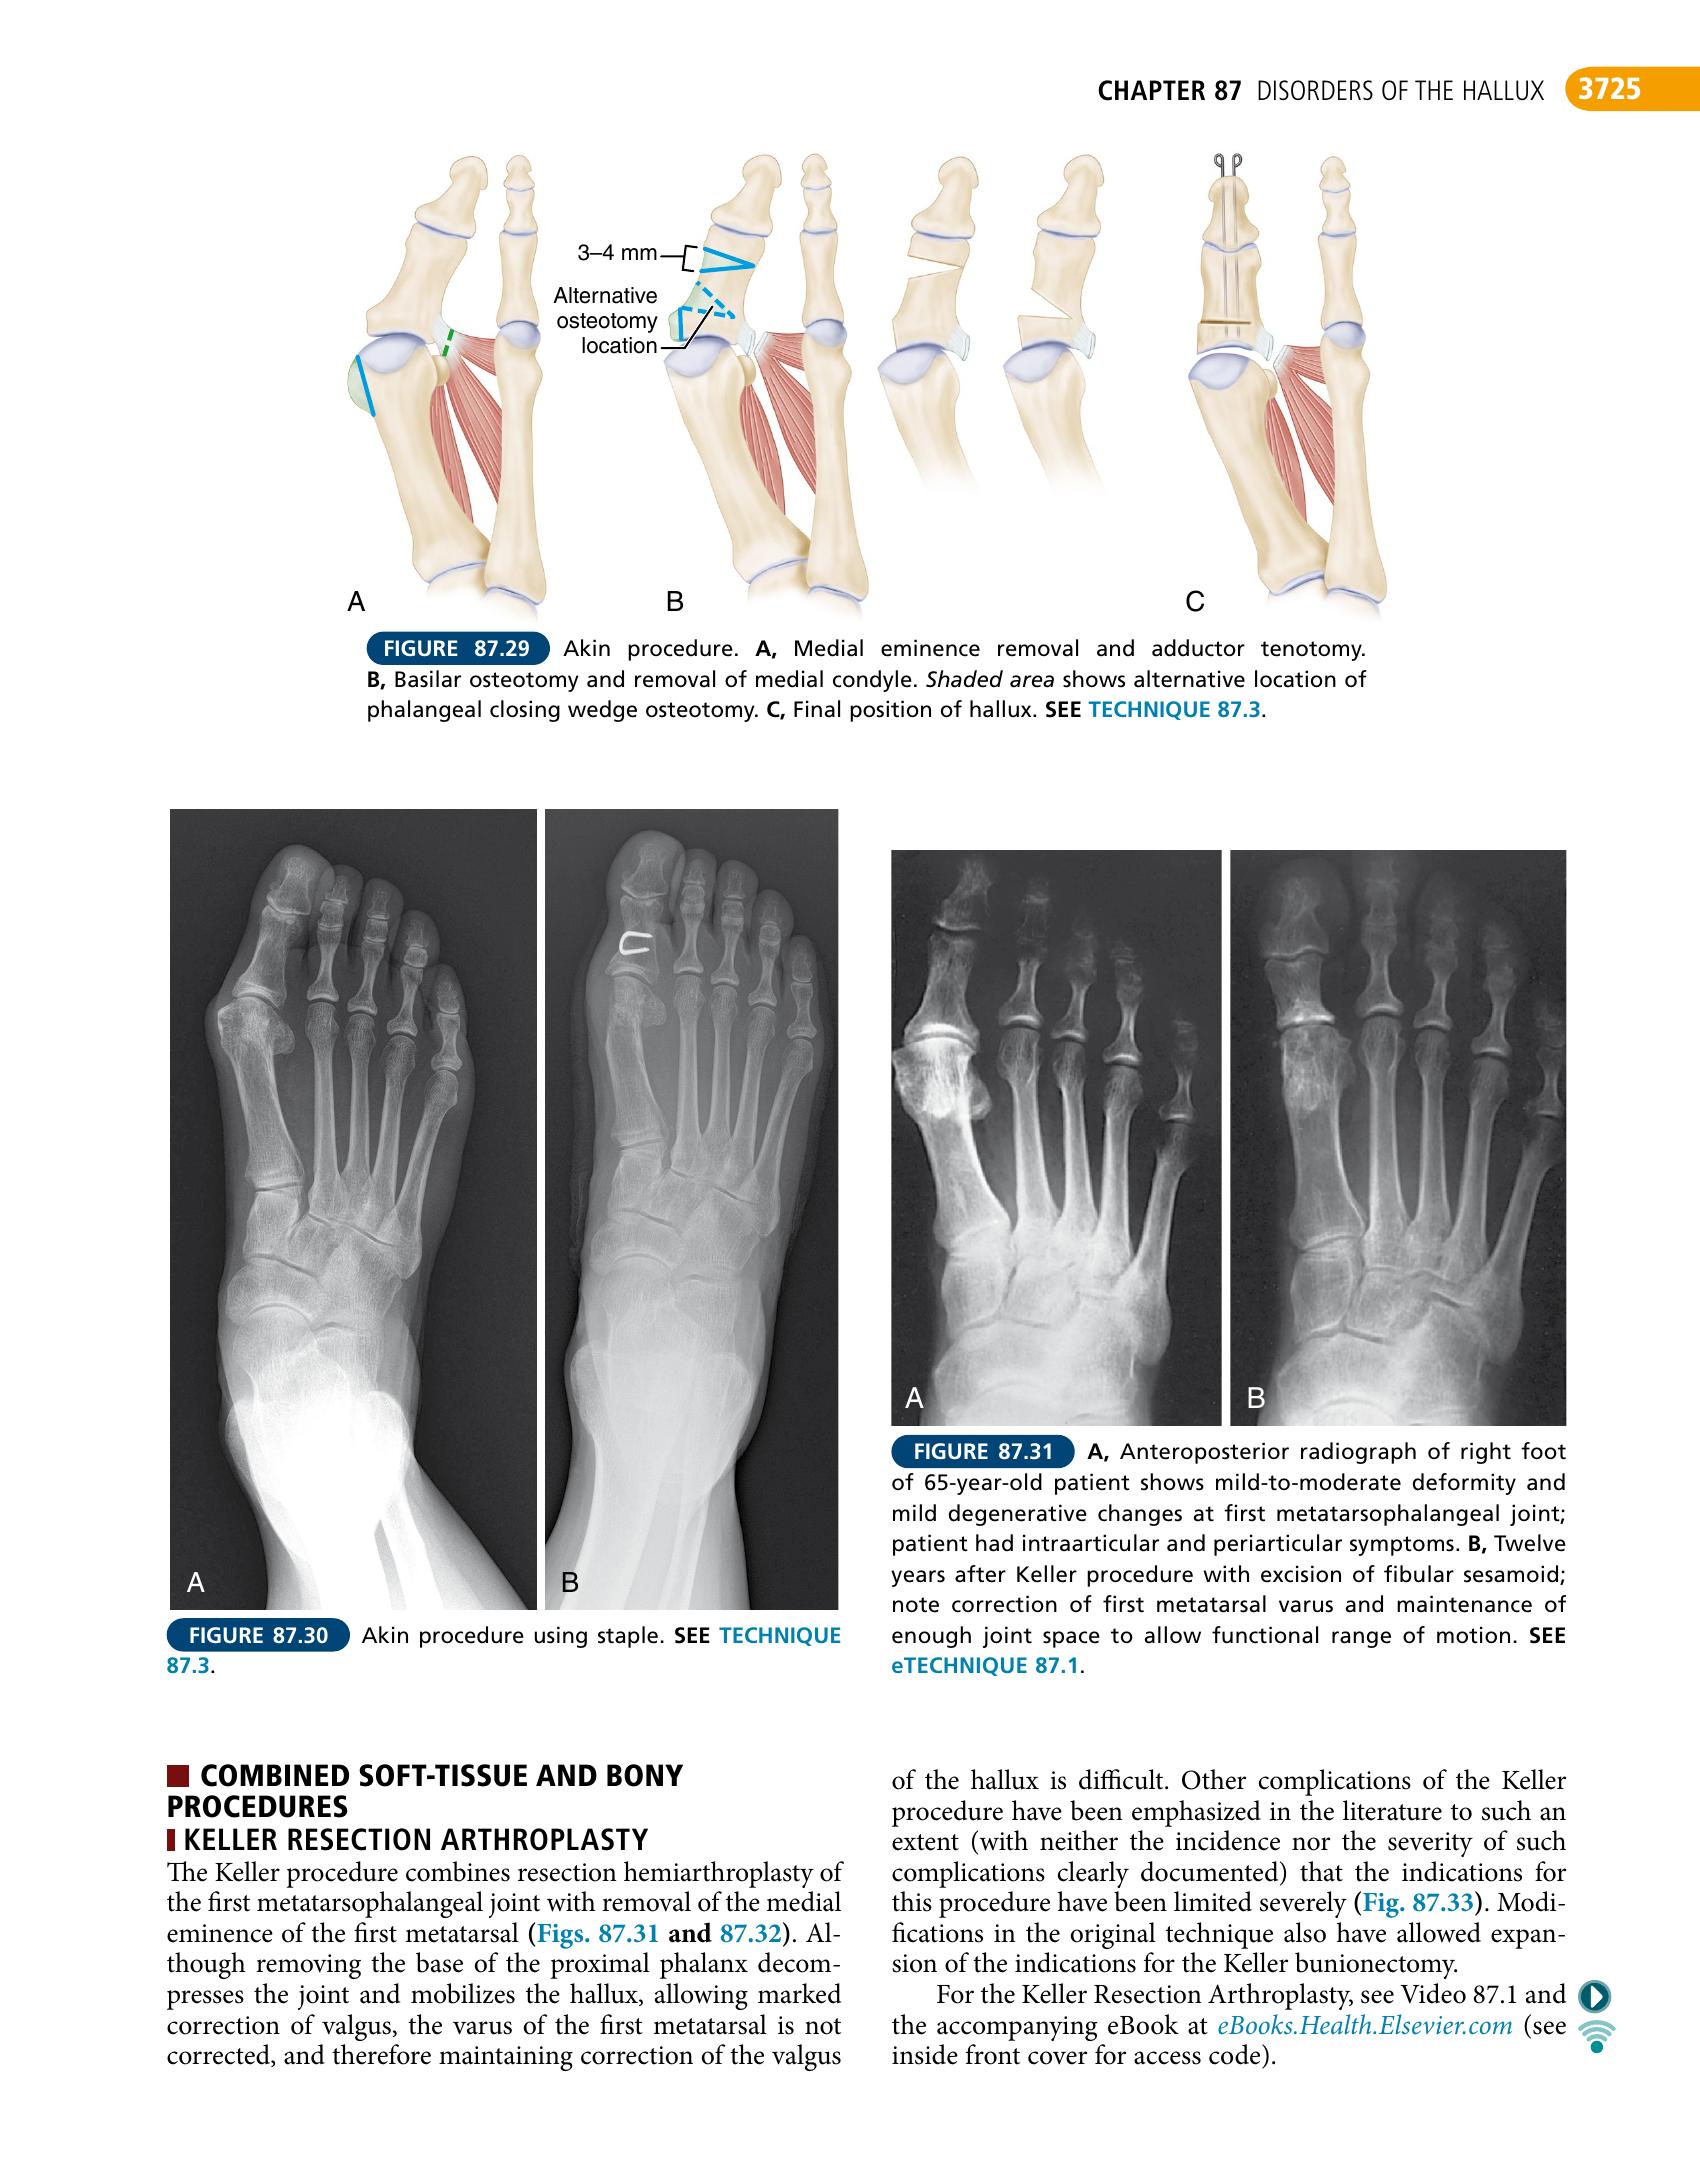 CHAPTER 87 DISORDERS OF THE HALLUX 3725
3–4 mm
Alternative
osteotomy
location
A
B
C
FIGURE 87.29 Akin procedure. A, Medial eminence removal and adductor tenotomy.
B, Basilar osteotomy and removal of medial condyle. Shaded area shows alternative location of
phalangeal closing wedge osteotomy. C, Final position of hallux. SEE TECHNIQUE 87.3.
A
B
FIGURE 87.30 Akin procedure using staple. SEE TECHNIQUE
87.3.
A
B
FIGURE 87.31 A, Anteroposterior radiograph of right foot
of 65-year-old patient shows mild-to-moderate deformity and
mild degenerative changes at first metatarsophalangeal joint;
patient had intraarticular and periarticular symptoms. B, Twelve
years after Keller procedure with excision of fibular sesamoid;
note correction of first metatarsal varus and maintenance of
enough joint space to allow functional range of motion. SEE
eTECHNIQUE 87.1.
COMBINED SOFT-TISSUE AND BONY
PROCEDURES
KELLER RESECTION ARTHROPLASTY
The Keller procedure combines resection hemiarthroplasty of
the first metatarsophalangeal joint with removal of the medial
eminence of the first metatarsal (Figs. 87.31 and 87.32). Al-
though removing the base of the proximal phalanx decom-
presses the joint and mobilizes the hallux, allowing marked
correction of valgus, the varus of the first metatarsal is not
corrected, and therefore maintaining correction of the valgus
of the hallux is difficult. Other complications of the Keller
procedure have been emphasized in the literature to such an
extent (with neither the incidence nor the severity of such
complications clearly documented) that the indications for
this procedure have been limited severely (Fig. 87.33). Modi-
fications in the original technique also have allowed expan-
sion of the indications for the Keller bunionectomy.
For the Keller Resection Arthroplasty, see Video 87.1 and
the accompanying eBook at eBooks.Health.Elsevier.com (see
inside front cover for access code).